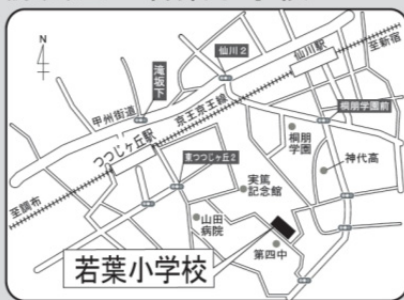 N
仙川2
仙川駅
至新宿
滝坂下
甲州街道
京王京王線
桐朋学園前
つつじヶ丘駅
桐朋
学園
神代高
東つつじヶ丘2
実篤
記念館
至調布
山田
病院
第四中
若葉小学校